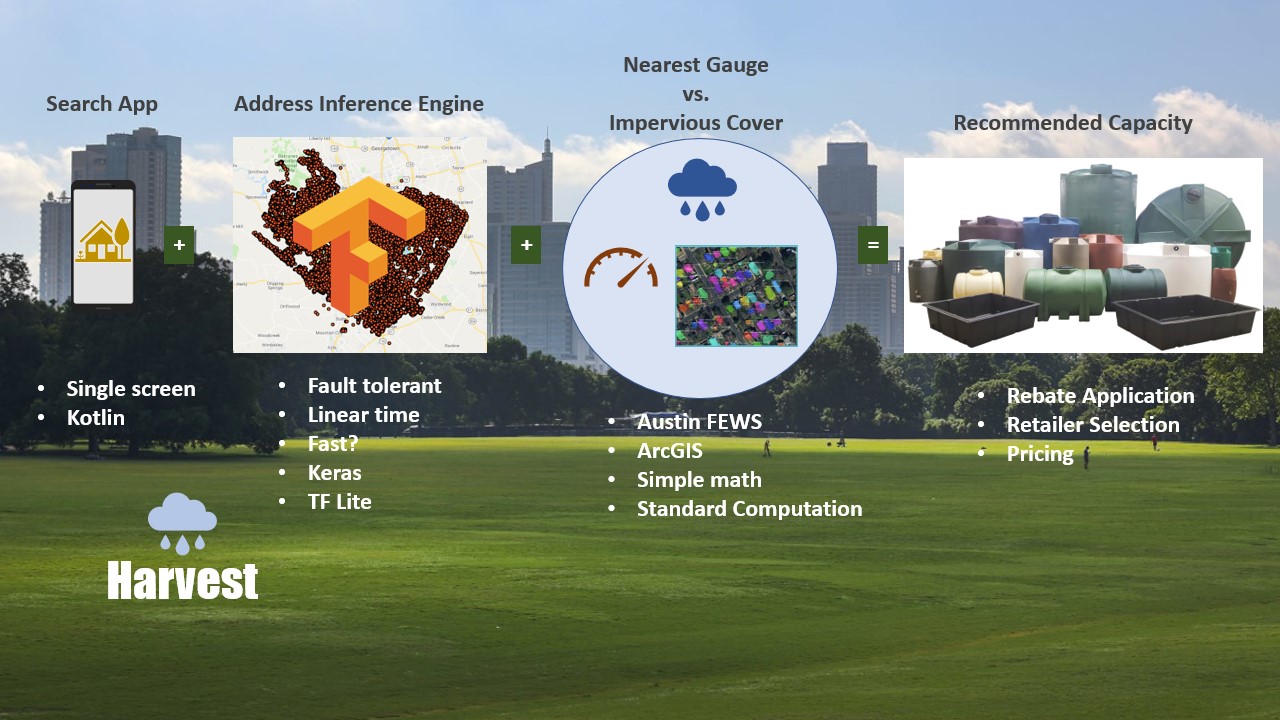 Search App
Address Inference Engine
Nearest Gauge
vs.
Impervious Cover
Recommended Capacity
+
+
=
Georgetown
• Single screen
• Kotlin
• Fault tolerant
• Linear time
• Fast?
• Keras
• TF Lite
• Austin FEWS
• ArcGIS
• Simple math
• Standard Computation
• Rebate Application
• Retailer Selection
• Pricing
Harvest